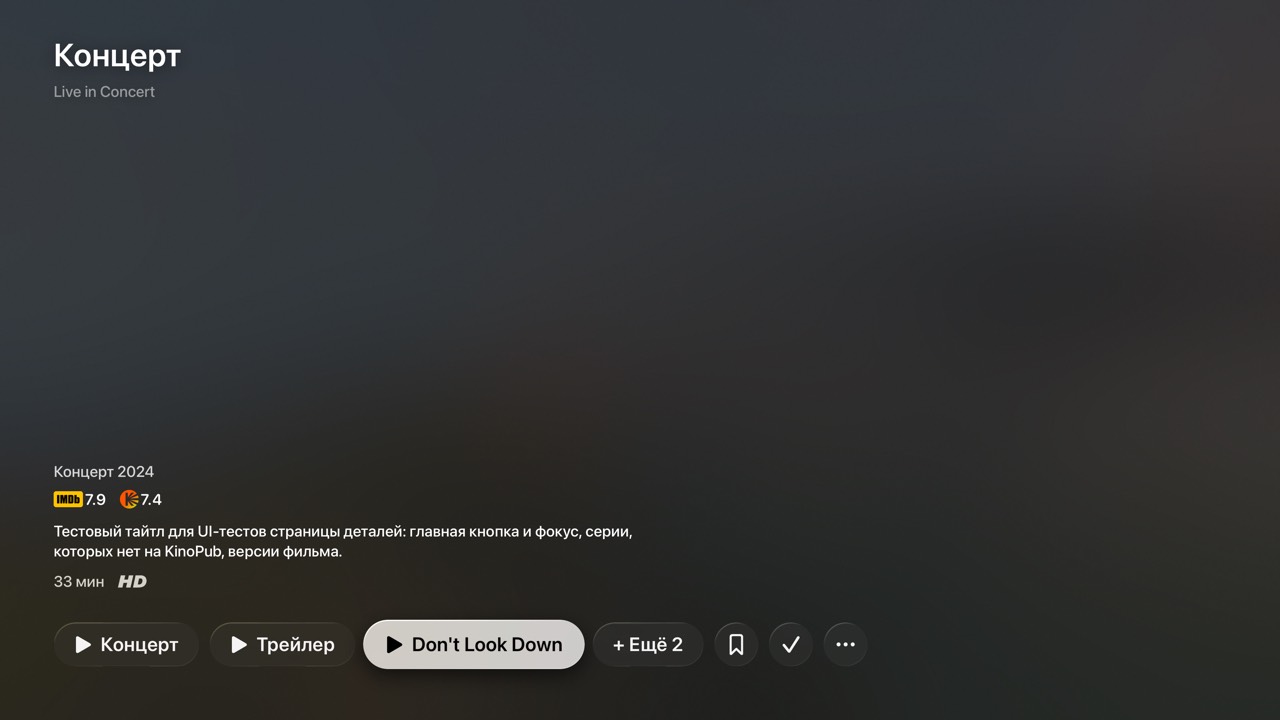 Концерт
Live in Concert
Концерт 2024
IMDb 7.9 7.4
Тестовый тайтл для UI-тестов страницы деталей: главная кнопка и фокус, серии,
которых нет на KinoPub, версии фильма.
33 мин HD
Концерт Трейлер Don't Look Down + Ещё 2